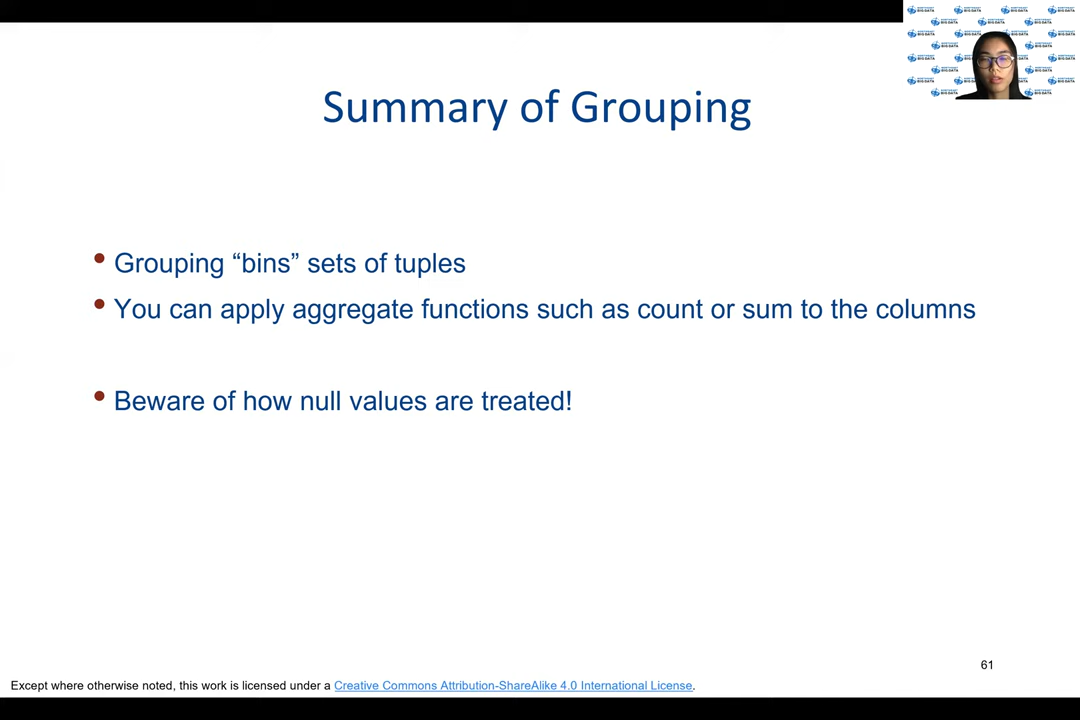 Summary of Grouping
• Grouping “bins” sets of tuples
• You can apply aggregate functions such as count or sum to the columns
• Beware of how null values are treated!
61
Except where otherwise noted, this work is licensed under a Creative Commons Attribution-ShareAlike 4.0 International License.